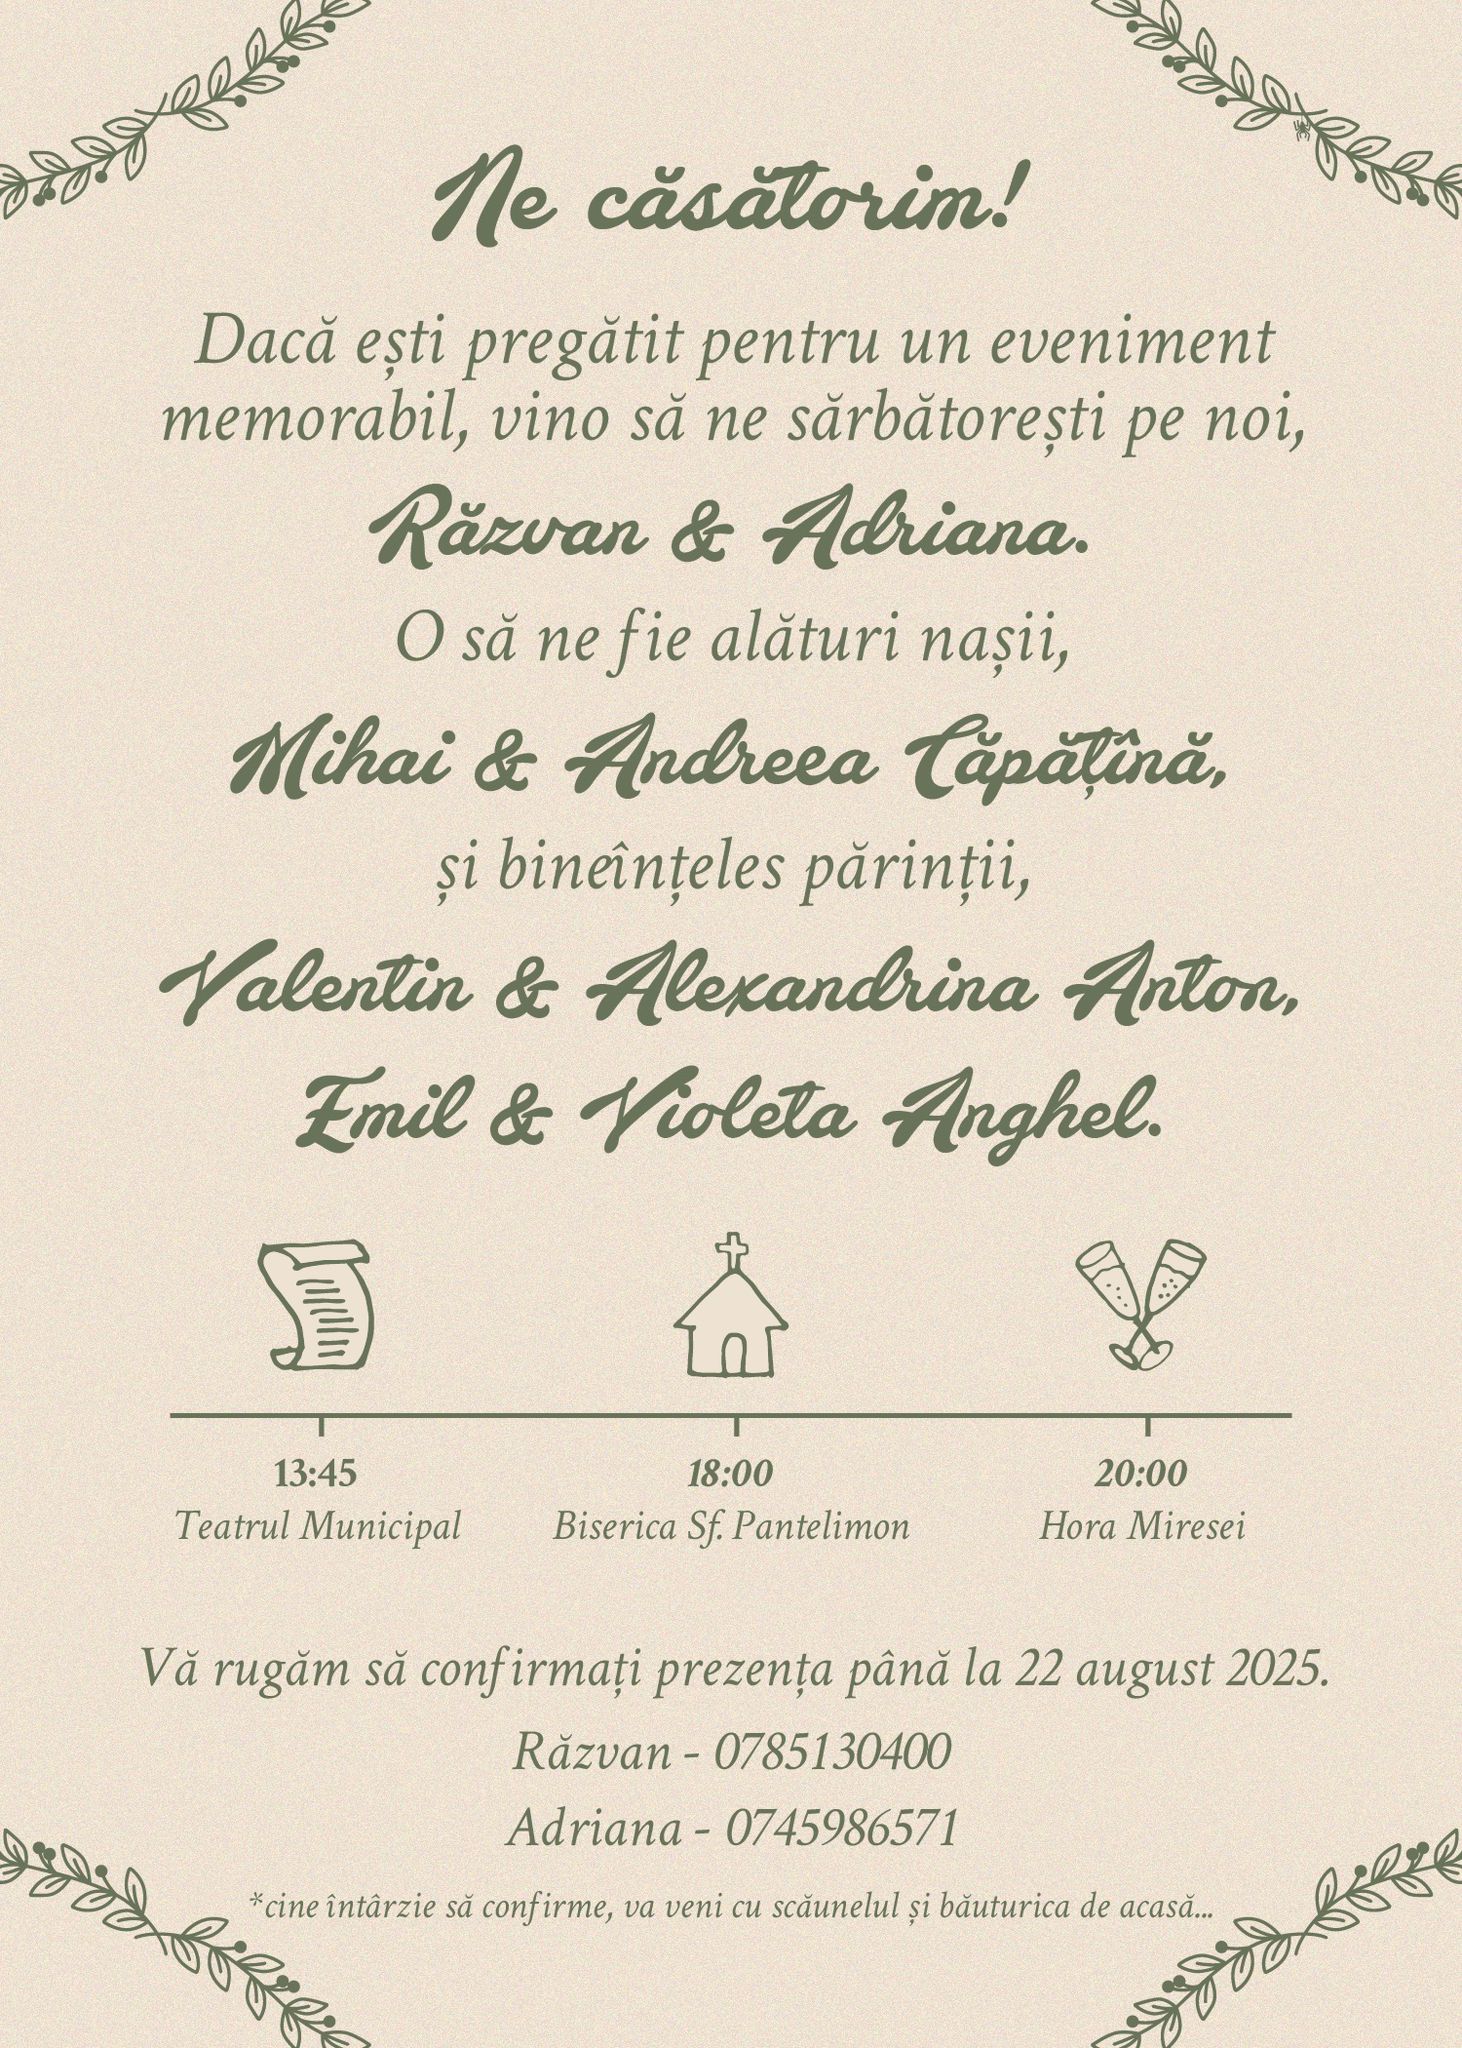 Ne căsătorim!
Dacă ești pregătit pentru un eveniment
memorabil, vino să ne sărbătorești pe noi,
Răzvan & Adriana.
O să ne fie alături nașii,
Mihai & Andreea Căpățînă,
și bineînțeles părinții,
Valentin & Alexandrina Anton,
Emil & Violeta Anghel.
13:45 18:00 20:00
Teatrul Municipal Biserica Sf. Pantelimon Hora Miresei
Vă rugăm să confirmați prezența până la 22 august 2025.
Răzvan - 0785130400
Adriana - 0745986571
*cine întârzie să confirme, va veni cu scăunelul și băuturica de acasă...